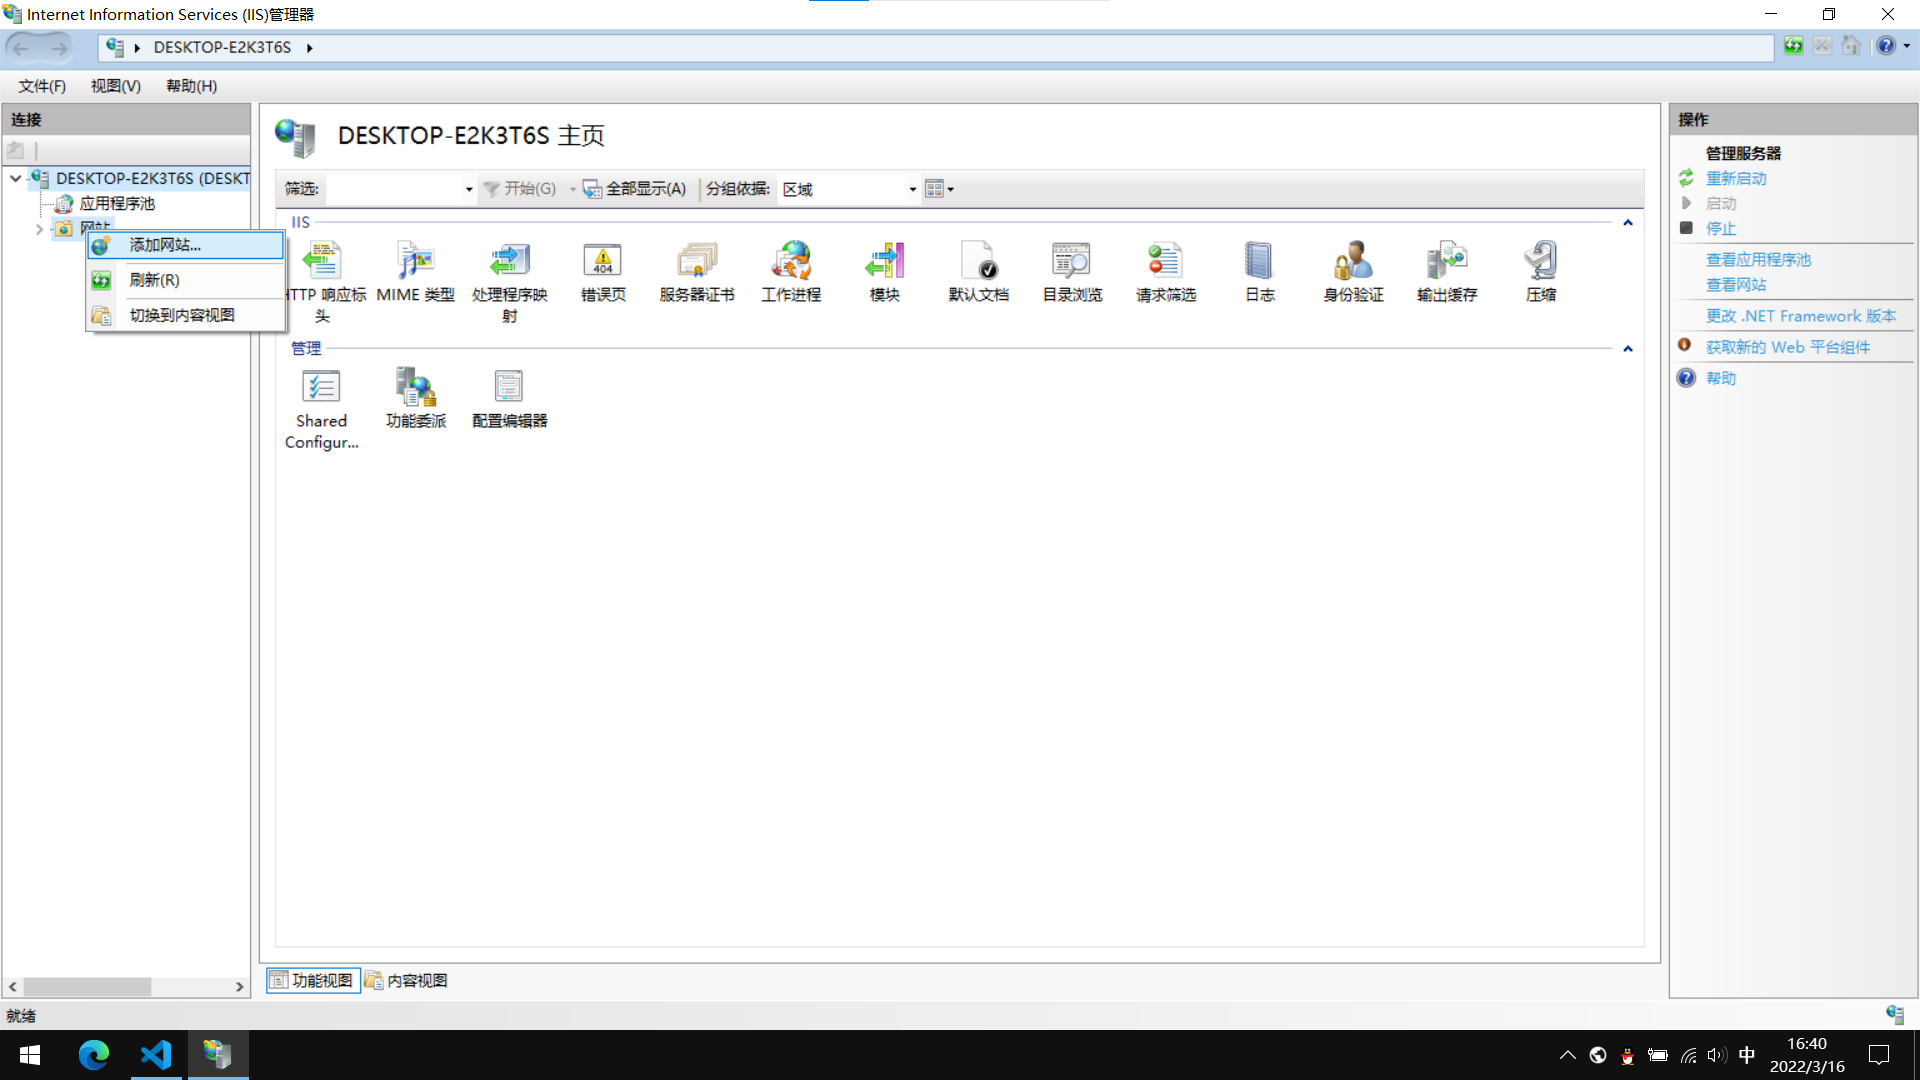 Internet Information Services (IIS)管理器
DESKTOP-E2K3T6S
文件(F) 视图(V) 帮助(H)
连接
DESKTOP-E2K3T6S (DESKT
应用程序池
网站
添加网站...
刷新(R)
切换到内容视图
DESKTOP-E2K3T6S 主页
筛选: 开始(G) 全部显示(A) 分组依据: 区域
IIS
HTTP 响应标头
MIME 类型
处理程序映射
404
错误页
服务器证书
工作进程
模块
默认文档
目录浏览
请求筛选
日志
身份验证
输出缓存
压缩
管理
Shared
Configur...
功能委派
配置编辑器
功能视图 内容视图
操作
管理服务器
重新启动
启动
停止
查看应用程序池
查看网站
更改 .NET Framework 版本
获取新的 Web 平台组件
帮助
就绪
中
16:40
2022/3/16